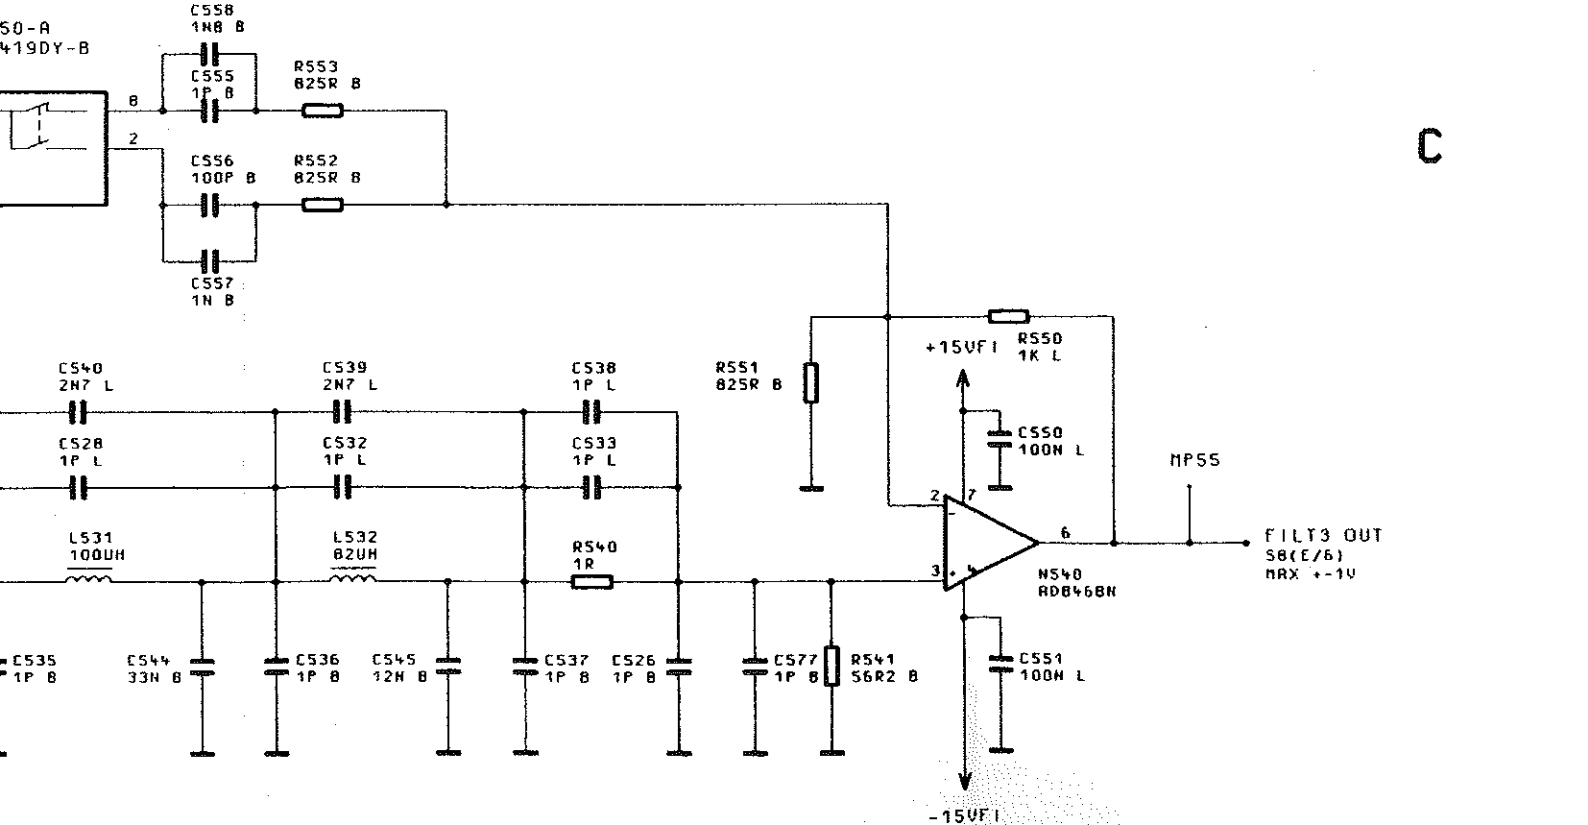 C558
1N8 B
50-A
419DY-B
C555
1P B
R553
825R B
8
2
C556
100P B
R552
825R B
C
C557
1N B
+15VFI
R550
1K L
R551
825R B
C540
2N7 L
C539
2N7 L
C538
1P L
C528
1P L
C532
1P L
C533
1P L
C550
100N L
MP55
2
7
-
L531
100UH
L532
82UH
R540
1R
6
FILT3 OUT
S8(E/6)
MAX +-1V
3
+
4
N540
AD8468N
C535
1P B
C544
33N B
C536
1P B
C545
12N B
C537
1P B
C526
1P B
C577
1P B
R541
56R2 B
C551
100N L
-15VFI